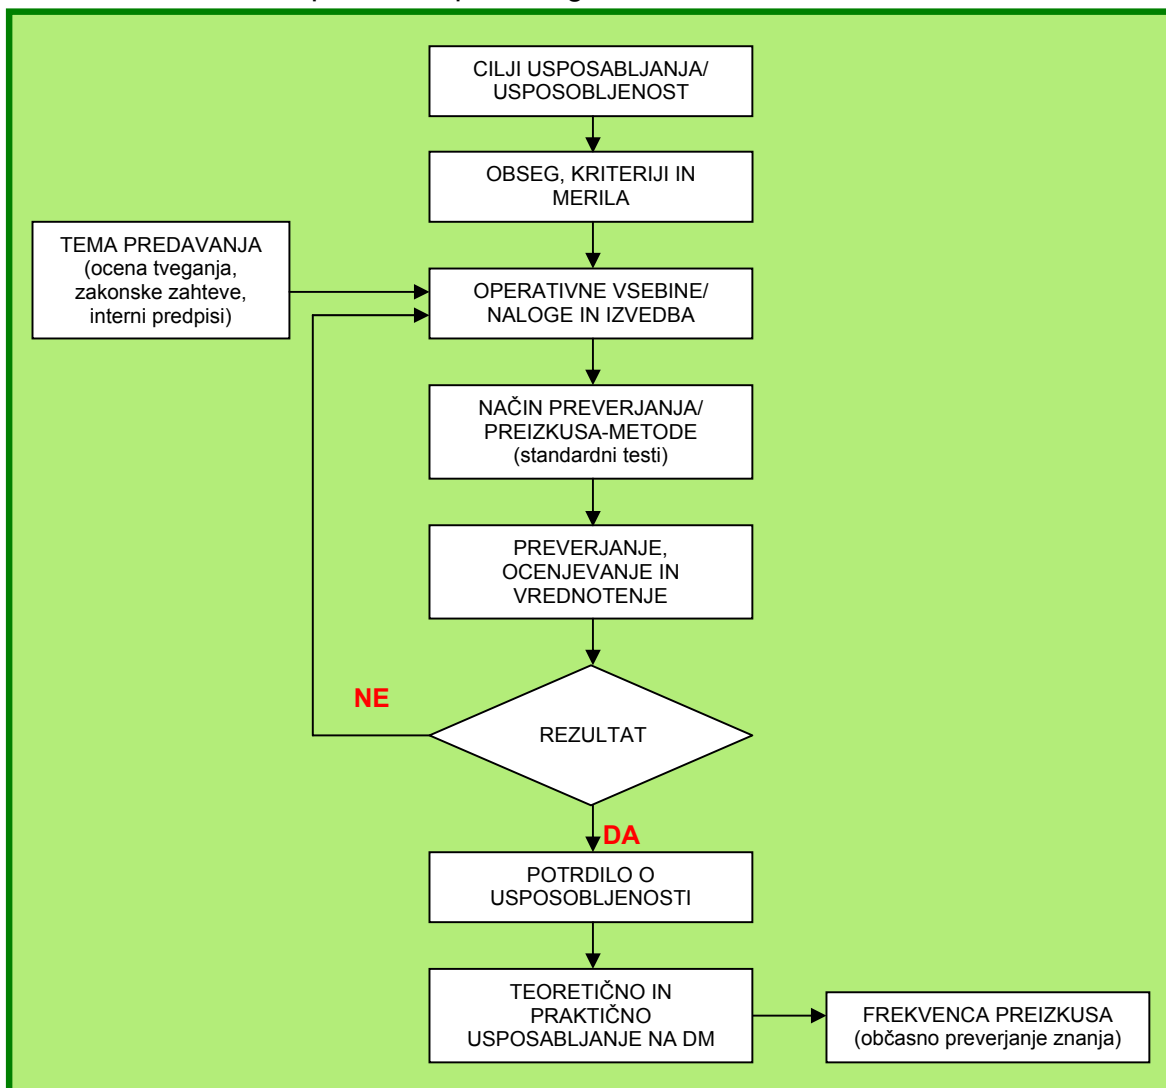 CILJI USPOSABLJANJA/
USPOSOBLJENOST
OBSEG, KRITERIJI IN
MERILA
TEMA PREDAVANJA
(ocena tveganja,
zakonske zahteve,
interni predpisi)
OPERATIVNE VSEBINE/
NALOGE IN IZVEDBA
NAČIN PREVERJANJA/
PREIZKUSA-METODE
(standardni testi)
PREVERJANJE,
OCENJEVANJE IN
VREDNOTENJE
NE
REZULTAT
DA
POTRDILO O
USPOSOBLJENOSTI
TEORETIČNO IN
PRAKTIČNO
USPOSABLJANJE NA DM
FREKVENCA PREIZKUSA
(občasno preverjanje znanja)